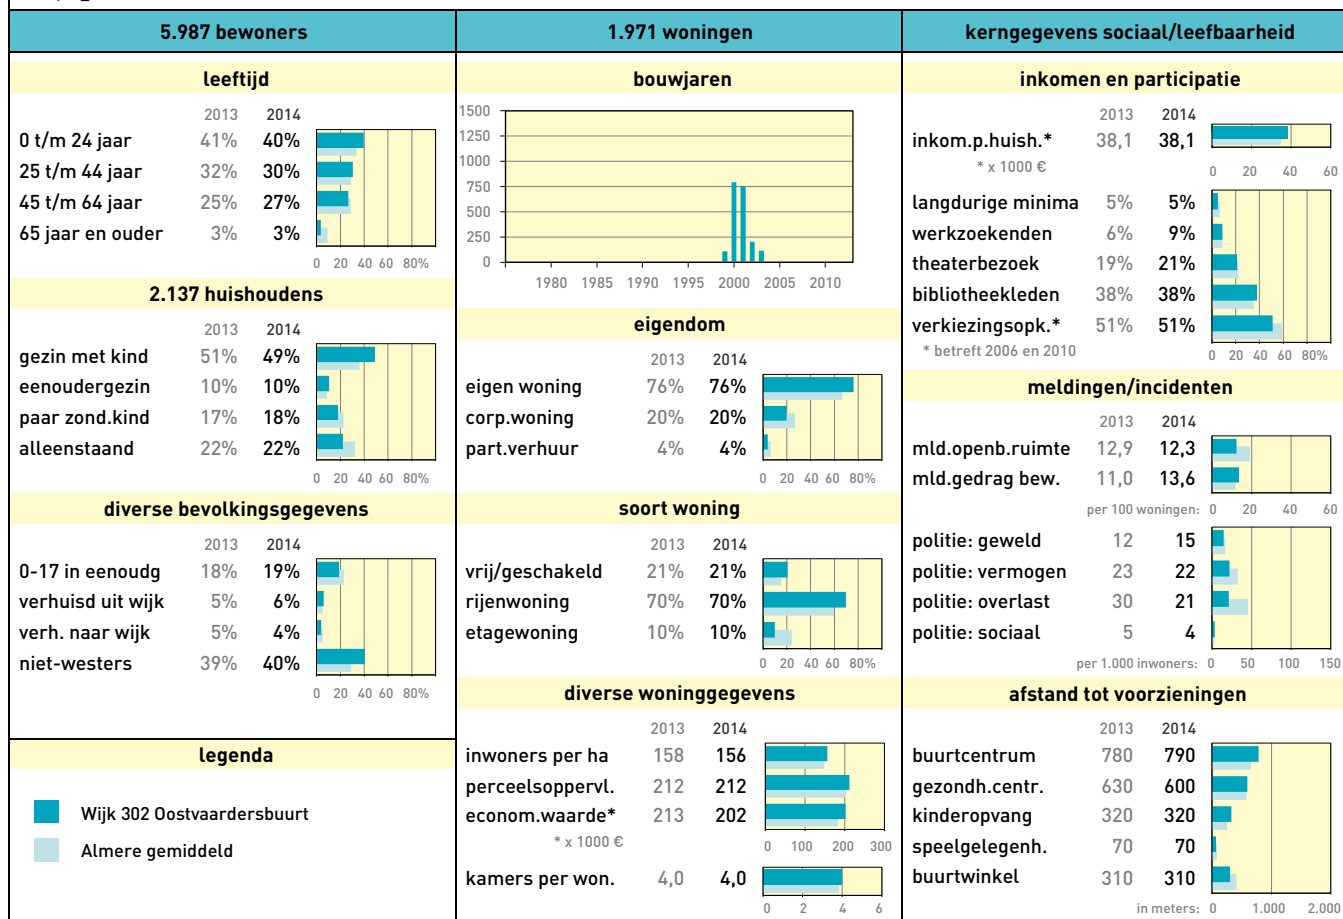 5.987 bewoners
leeftijd
2013 2014
0 t/m 24 jaar 41% 40%
25 t/m 44 jaar 32% 30%
45 t/m 64 jaar 25% 27%
65 jaar en ouder 3% 3%
0 20 40 60 80%
2.137 huishoudens
2013 2014
gezin met kind 51% 49%
eenoudergezin 10% 10%
paar zond.kind 17% 18%
alleenstaand 22% 22%
0 20 40 60 80%
diverse bevolkingsgegevens
2013 2014
0-17 in eenoudg 18% 19%
verhuisd uit wijk 5% 6%
verh. naar wijk 5% 4%
niet-westers 39% 40%
0 20 40 60 80%
legenda
Wijk 302 Oostvaardersbuurt
Almere gemiddeld
1.971 woningen
bouwjaren
1500
1250
1000
750
500
250
0
1980 1985 1990 1995 2000 2005 2010
eigendom
2013 2014
eigen woning 76% 76%
corp.woning 20% 20%
part.verhuur 4% 4%
0 20 40 60 80%
soort woning
2013 2014
vrij/geschakeld 21% 21%
rijenwoning 70% 70%
etagewoning 10% 10%
0 20 40 60 80%
diverse woninggegevens
2013 2014
inwoners per ha 158 156
perceelsoppervl. 212 212
econom.waarde* 213 202
* x 1000 €
0 100 200 300
kamers per won. 4,0 4,0
0 2 4 6
kerngegevens sociaal/leefbaarheid
inkomen en participatie
2013 2014
inkom.p.huish.* 38,1 38,1
* x 1000 €
0 20 40 60
langdurige minima 5% 5%
werkzoekenden 6% 9%
theaterbezoek 19% 21%
bibliotheekleden 38% 38%
verkiezingsopk.* 51% 51%
* betreft 2006 en 2010
0 20 40 60 80%
meldingen/incidenten
2013 2014
mld.openb.ruimte 12,9 12,3
mld.gedrag bew. 11,0 13,6
per 100 woningen: 0 20 40 60
politie: geweld 12 15
politie: vermogen 23 22
politie: overlast 30 21
politie: sociaal 5 4
per 1.000 inwoners: 0 50 100 150
afstand tot voorzieningen
2013 2014
buurtcentrum 780 790
gezondh.centr. 630 600
kinderopvang 320 320
speelgelegenh. 70 70
buurtwinkel 310 310
in meters: 0 1.000 2.000